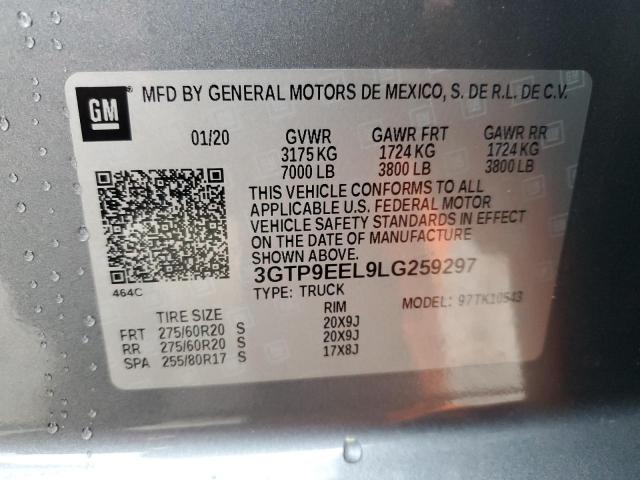 GM
MFD BY GENERAL MOTORS DE MEXICO, S. DE R.L. DE C.V.
01/20 GVWR GAWR FRT GAWR RR
3175 KG 1724 KG 1724 KG
7000 LB 3800 LB 3800 LB
THIS VEHICLE CONFORMS TO ALL
APPLICABLE U.S. FEDERAL MOTOR
VEHICLE SAFETY STANDARDS IN EFFECT
ON THE DATE OF MANUFACTURE
SHOWN ABOVE.
3GTP9EEL9LG259297
464C
TYPE: TRUCK MODEL: 97TK10543
TIRE SIZE RIM
FRT 275/60R20 S 20X9J
RR 275/60R20 S 20X9J
SPA 255/80R17 S 17X8J